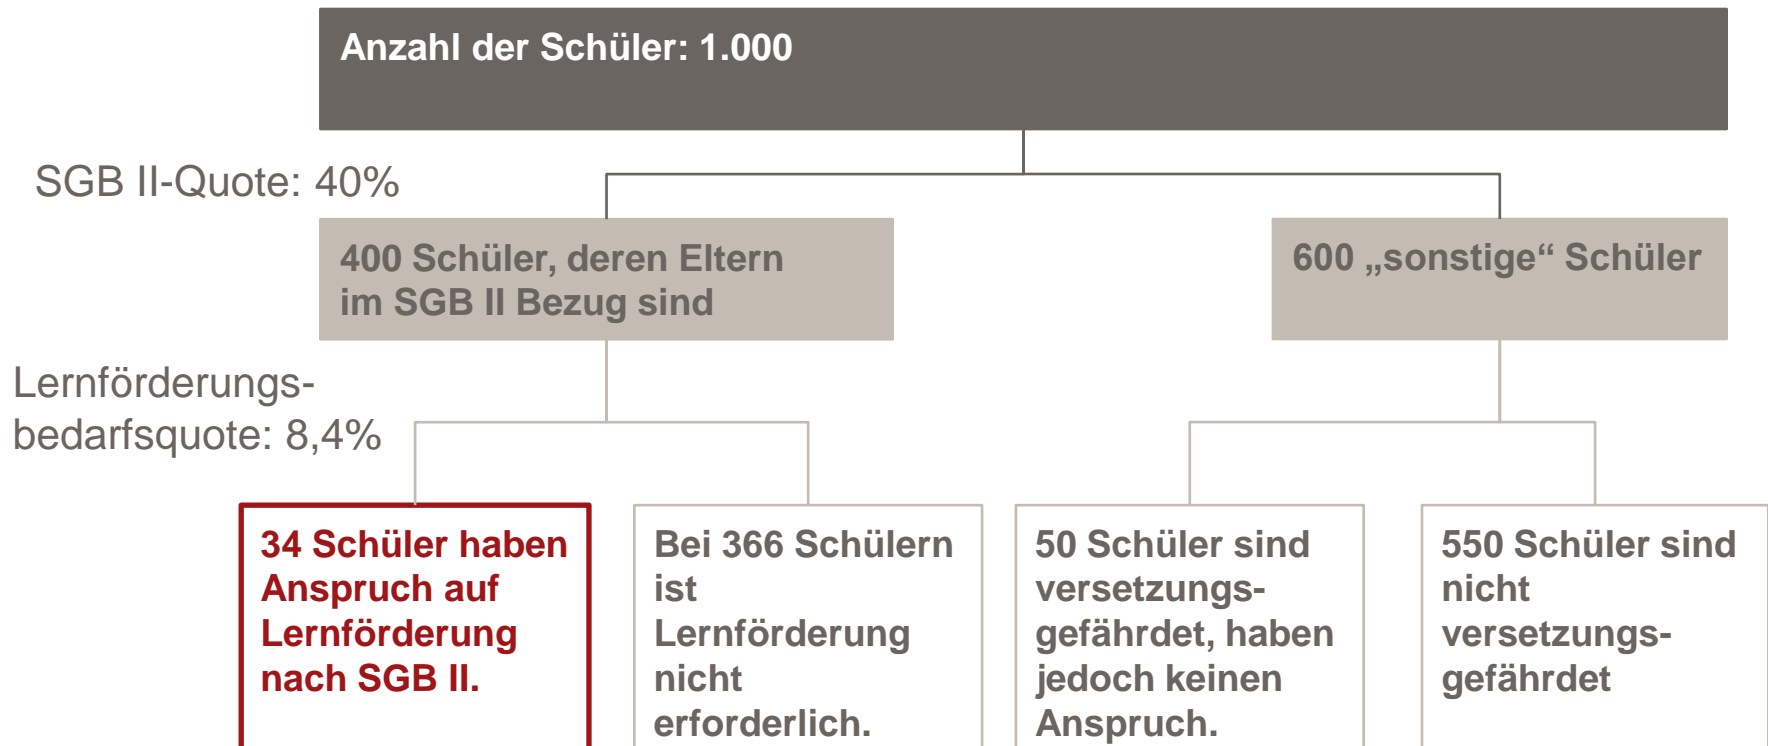 Anzahl der Schüler: 1.000
SGB II-Quote: 40%
400 Schüler, deren Eltern
im SGB II Bezug sind
600 „sonstige“ Schüler
Lernförderungs-
bedarfsquote: 8,4%
34 Schüler haben
Anspruch auf
Lernförderung
nach SGB II.
Bei 366 Schülern
ist
Lernförderung
nicht
erforderlich.
50 Schüler sind
versetzungs-
gefährdet, haben
jedoch keinen
Anspruch.
550 Schüler sind
nicht
versetzungs-
gefährdet